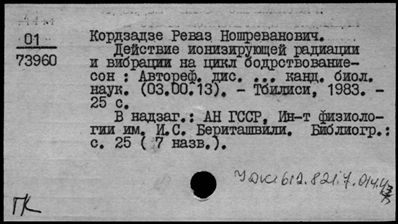 01
73960
Кордзадзе Реваз Ношреванович.
Действие ионизирующей радиации
и вибрации на цикл бодрствование-
сон : Автореф. дис. ... канд. биол.
наук. (03.00.13). - Тбилиси, 1983. -
25 с.
В надзаг.: АН ГССР, Ин-т физиоло-
гии им. И.С. Бериташвили. Библиогр.:
с. 25 ( 7 назв.).
УДК 612.821.7.014.43
ГК